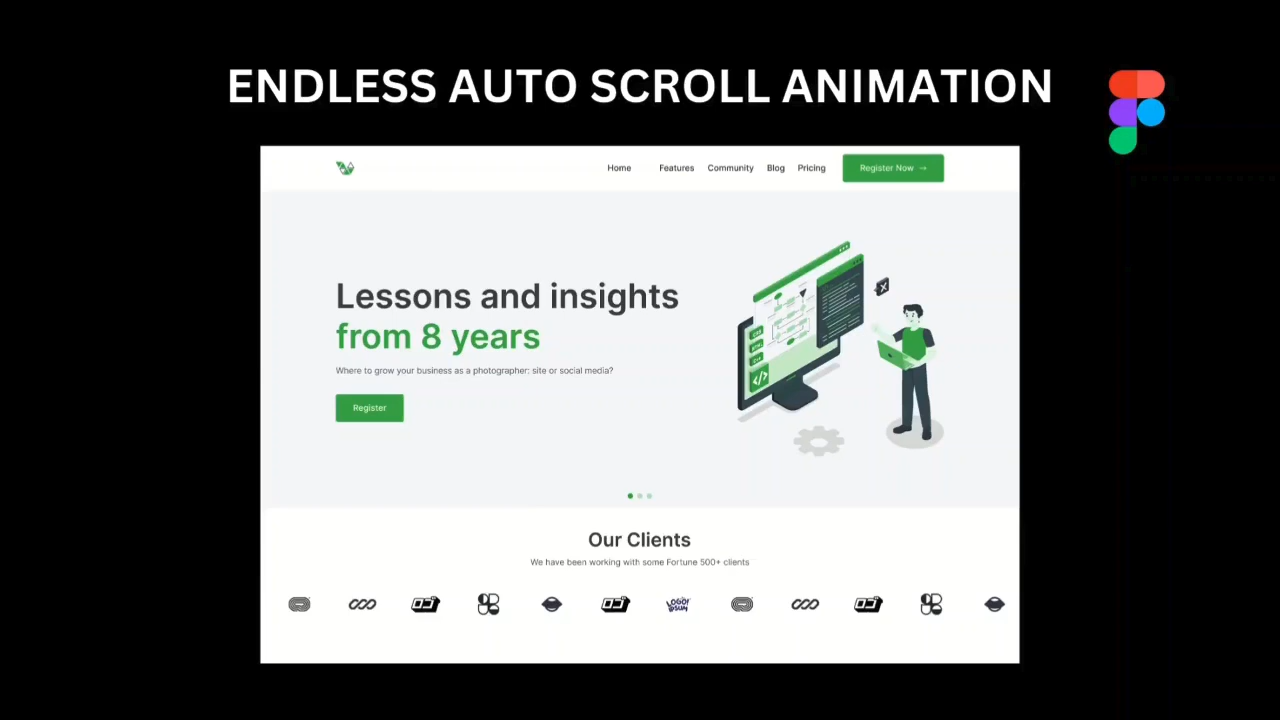 ENDLESS AUTO SCROLL ANIMATION
Home Features Community Blog Pricing Register Now →
Lessons and insights
from 8 years
Where to grow your business as a photographer: site or social media?
Register
</>
Our Clients
We have been working with some Fortune 500+ clients
LOGO!
IPSUM